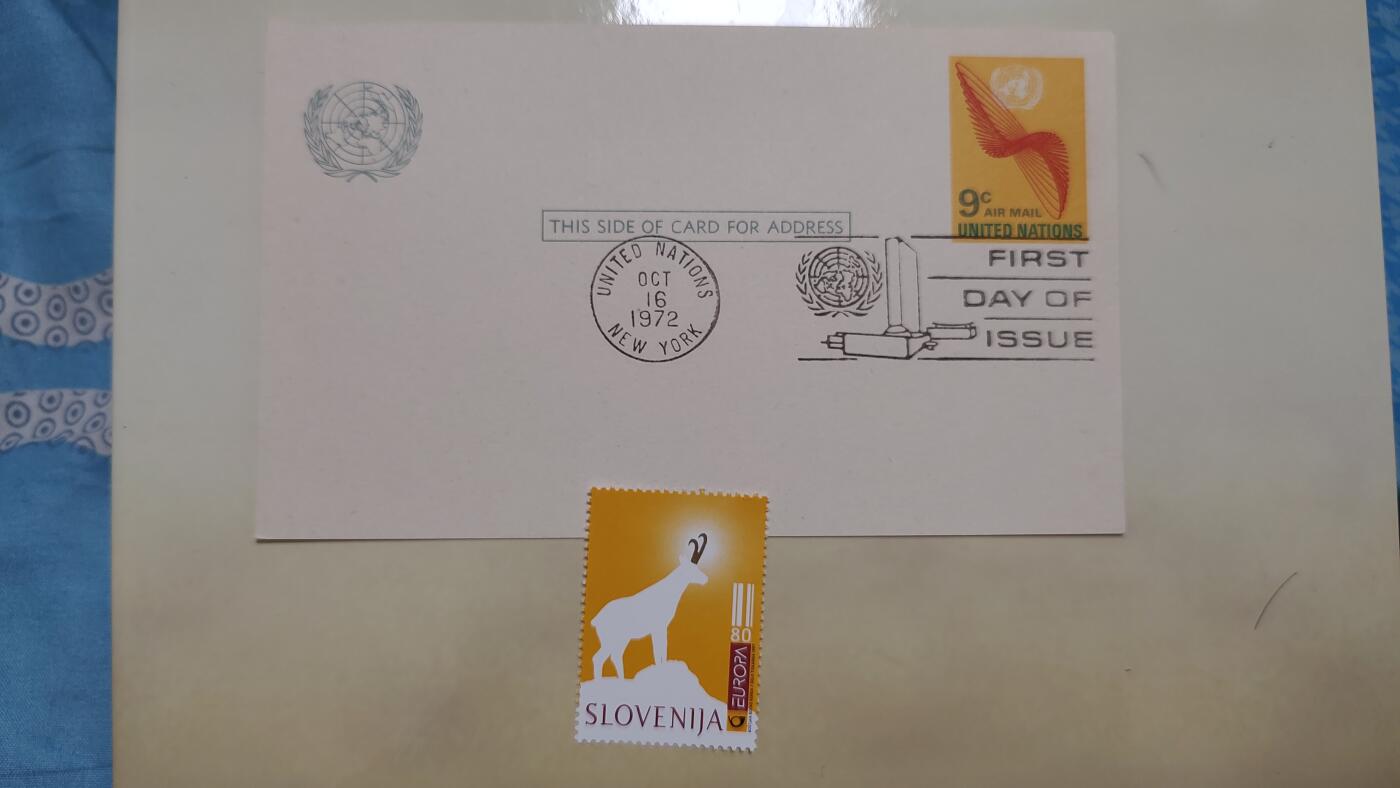 9c AIR MAIL
UNITED NATIONS
THIS SIDE OF CARD FOR ADDRESS
UNITED NATIONS
OCT
16
1972
NEW YORK
FIRST
DAY OF
ISSUE
80
EUROPA
SLOVENIJA